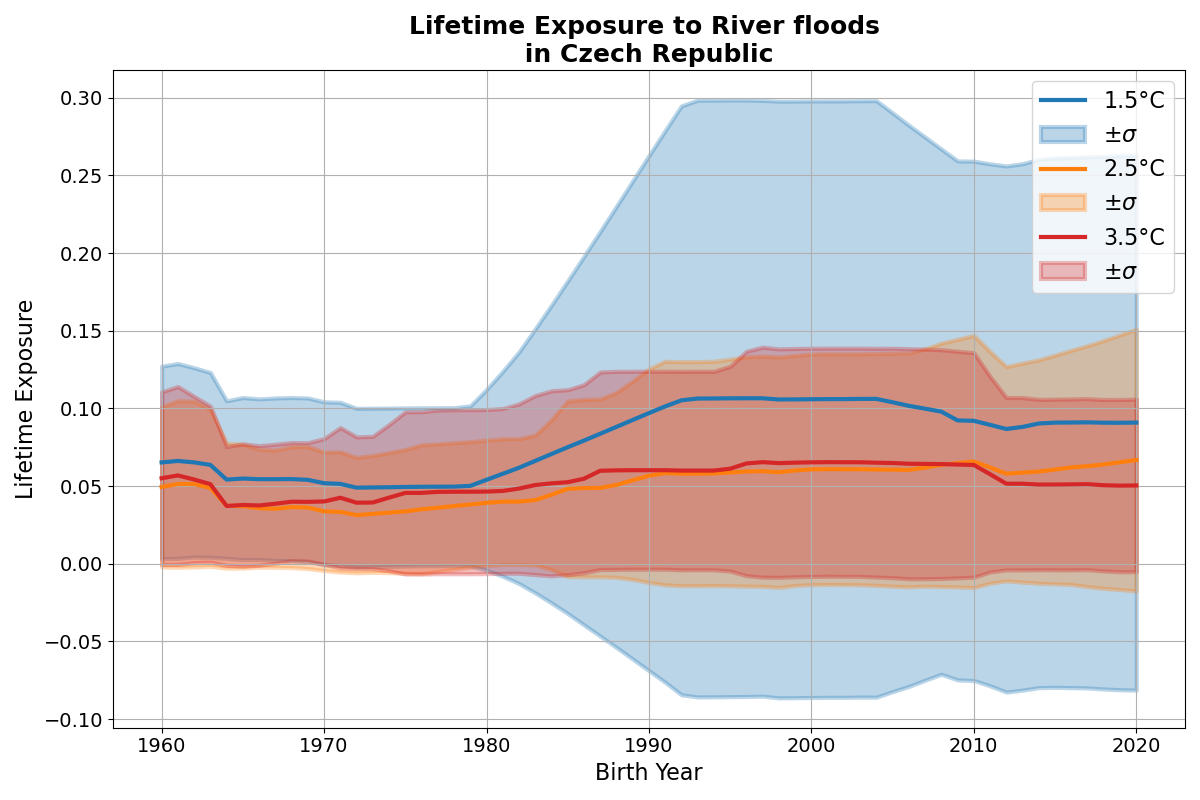 Lifetime Exposure to River floods
in Czech Republic
Lifetime Exposure
0.30
0.25
0.20
0.15
0.10
0.05
0.00
−0.05
−0.10
1.5°C
±σ
2.5°C
±σ
3.5°C
±σ
1960 1970 1980 1990 2000 2010 2020
Birth Year